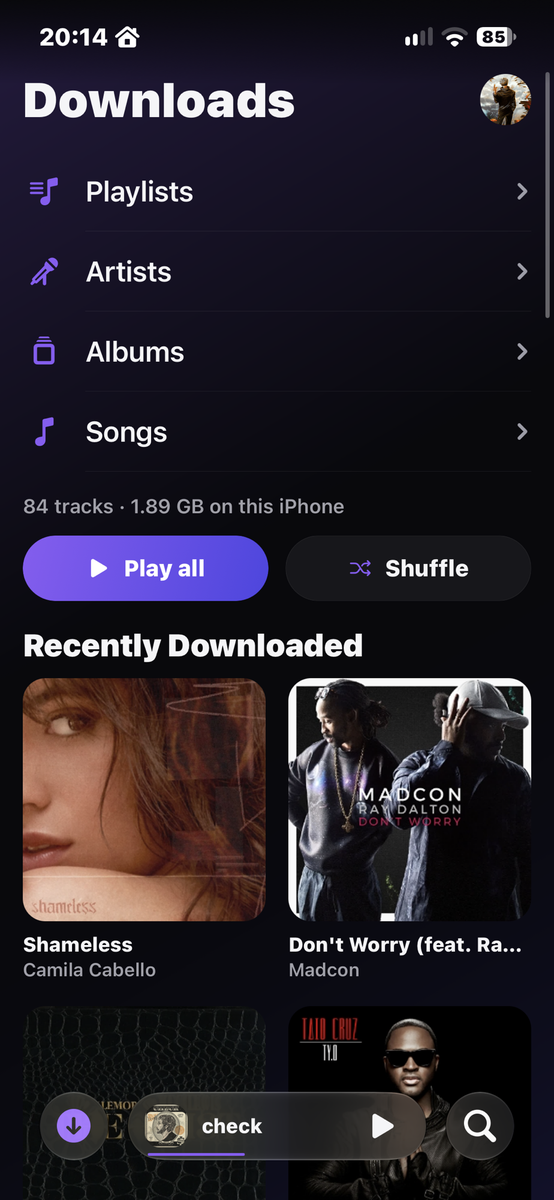 20:14
85
Downloads
Playlists
Artists
Albums
Songs
84 tracks · 1.89 GB on this iPhone
Play all
Shuffle
Recently Downloaded
shameless
MADCON
RAY DALTON
DON'T WORRY
Shameless
Camila Cabello
Don't Worry (feat. Ra...
Madcon
TAIO CRUZ
TY.O
check